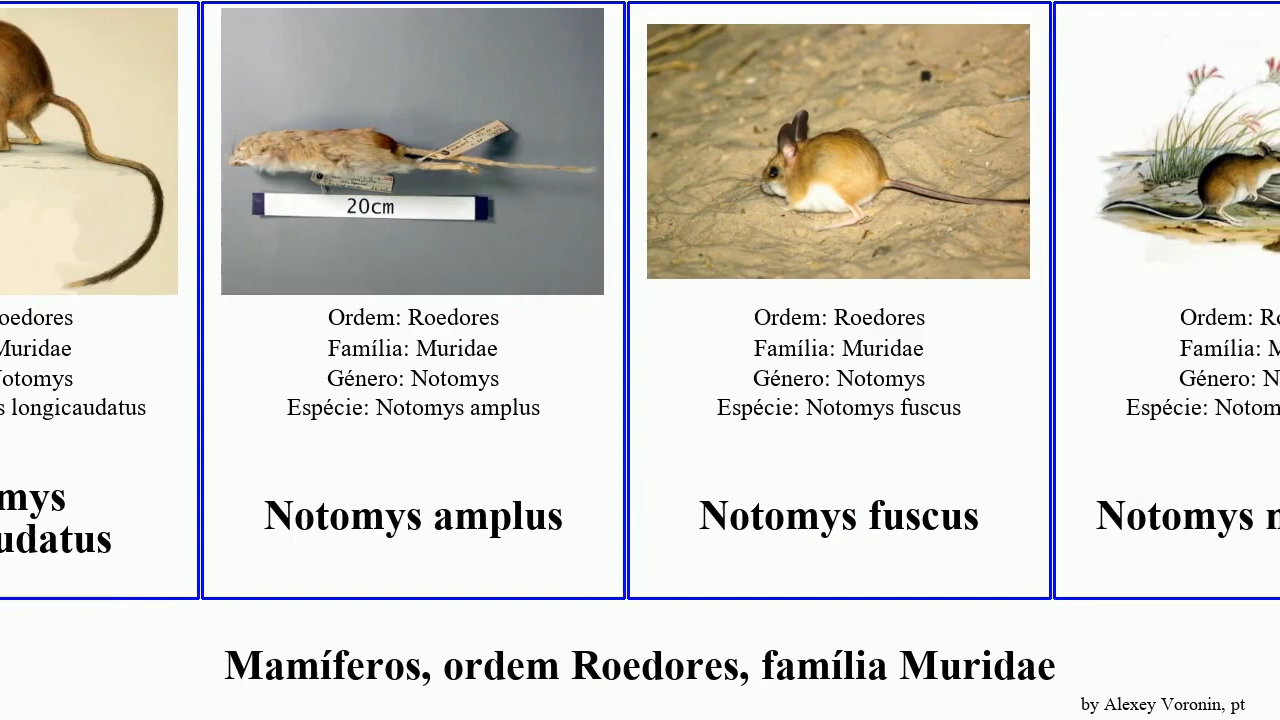 oedores
Muridae
otomys
s longicaudatus
mys
udatus
20cm
Ordem: Roedores
Família: Muridae
Género: Notomys
Espécie: Notomys amplus
Notomys amplus
Ordem: Roedores
Família: Muridae
Género: Notomys
Espécie: Notomys fuscus
Notomys fuscus
Ordem: Ro
Família: M
Género: N
Espécie: Notom
Notomys m
Mamíferos, ordem Roedores, família Muridae
by Alexey Voronin, pt